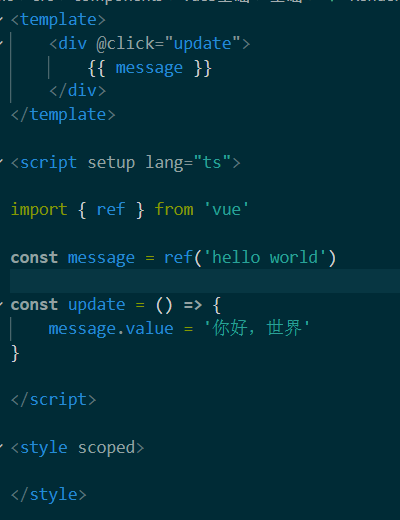 <template>
    <div @click="update">
        {{ message }}
    </div>
</template>
<script setup lang="ts">
import { ref } from 'vue'
const message = ref('hello world')
const update = () => {
    message.value = '你好，世界'
}
</script>
<style scoped>
</style>